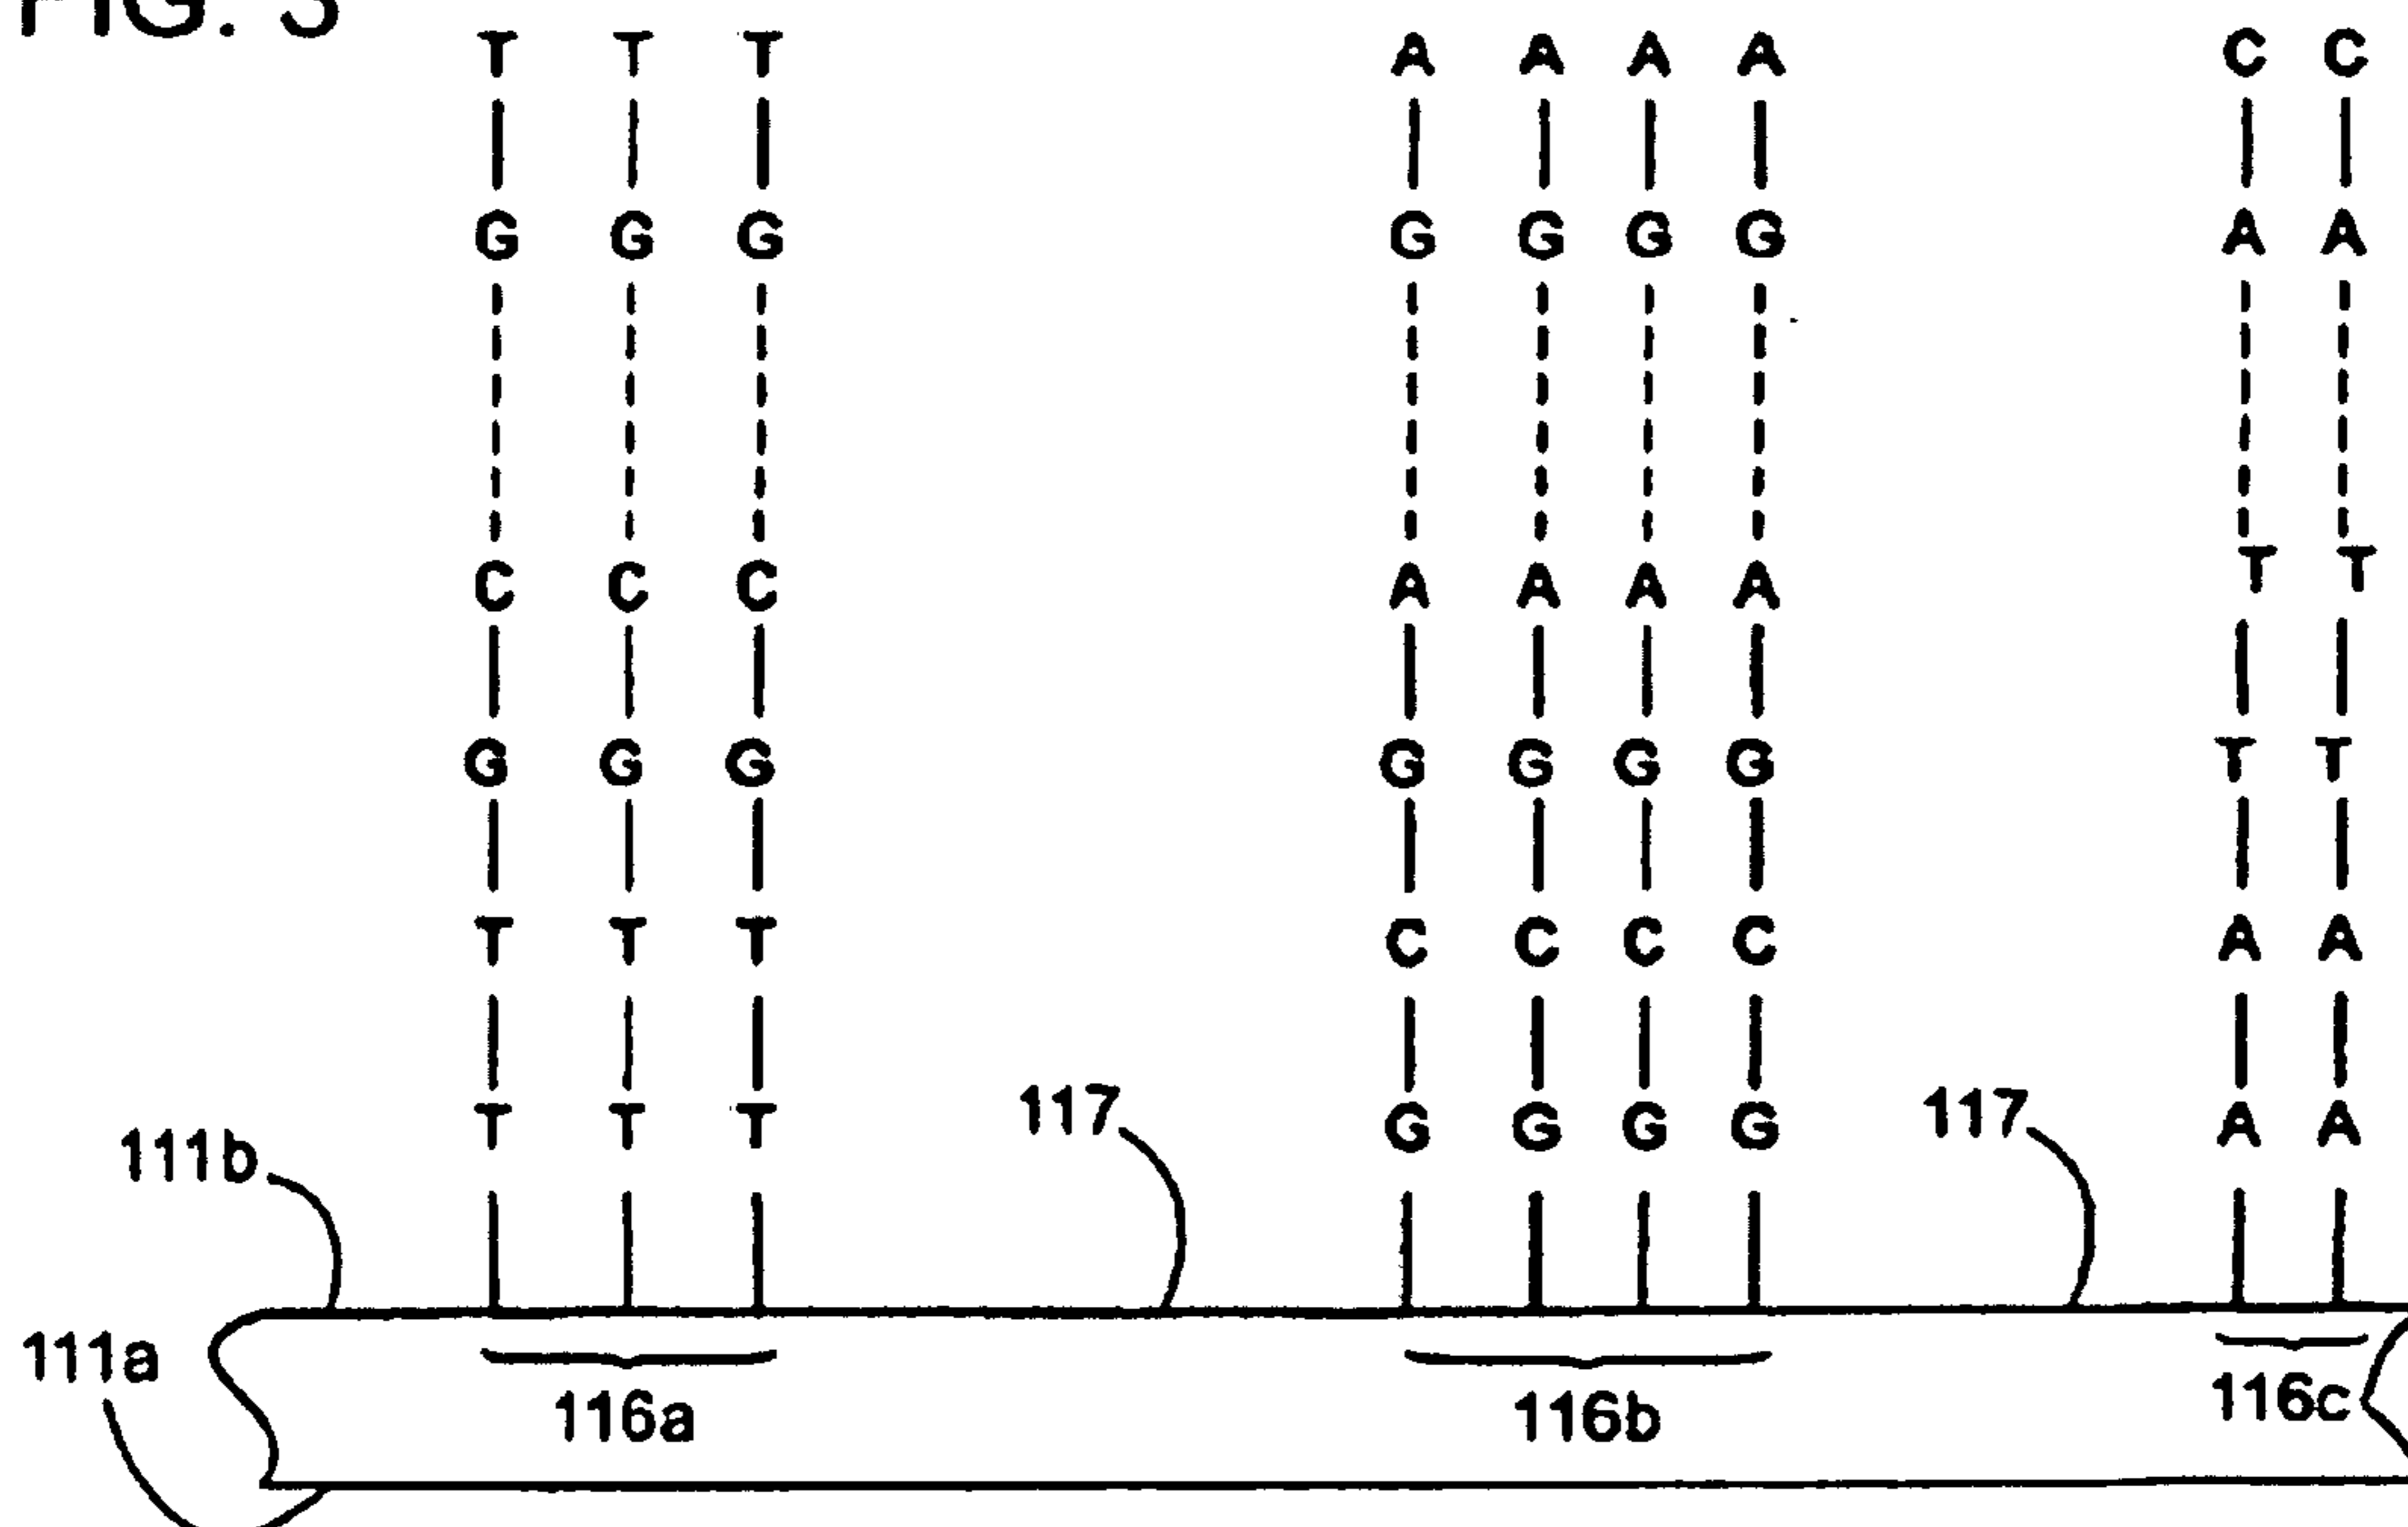 FIG. 3
T T T A A A A C C
G G G G G G G A A
C C C A A A A T T
G G G G G G G T T
T T T C C C C A A
T T T G G G G A A
117 117
111b
111a
116a 116b 116c